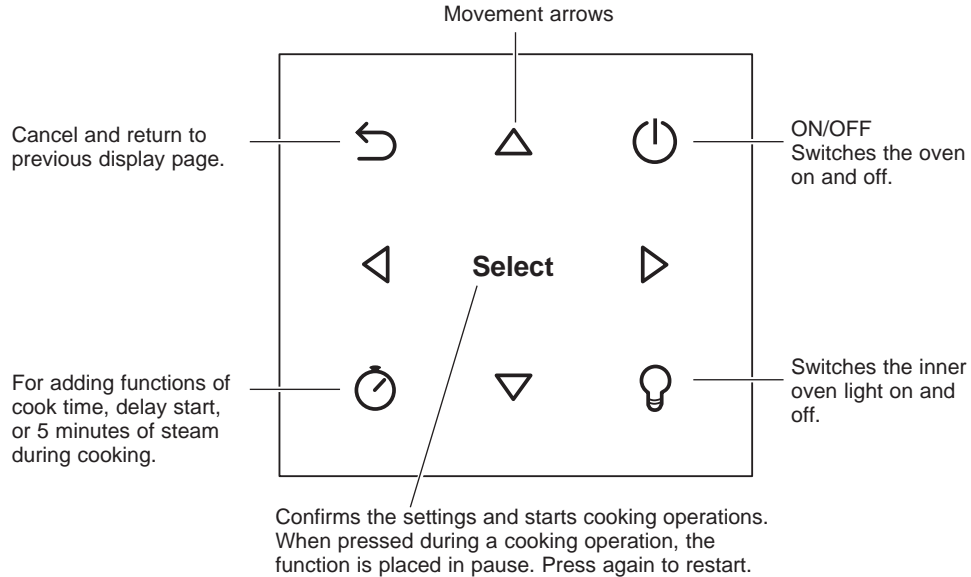 Movement arrows
Cancel and return to
previous display page.
ON/OFF
Switches the oven
on and off.
Select
For adding functions of
cook time, delay start,
or 5 minutes of steam
during cooking.
Switches the inner
oven light on and
off.
Confirms the settings and starts cooking operations.
When pressed during a cooking operation, the
function is placed in pause. Press again to restart.